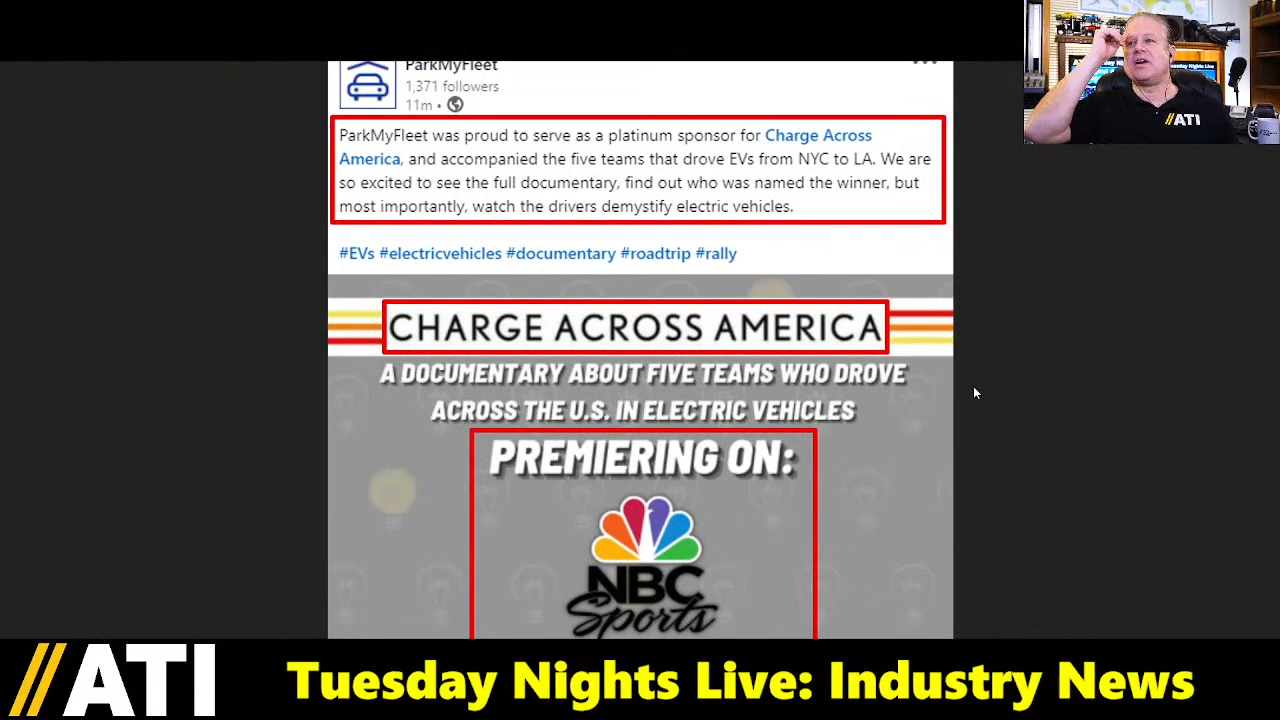 ParkMyFleet
1,371 followers
11m •
ParkMyFleet was proud to serve as a platinum sponsor for Charge Across
America, and accompanied the five teams that drove EVs from NYC to LA. We are
so excited to see the full documentary, find out who was named the winner, but
most importantly, watch the drivers demystify electric vehicles.
#EVs #electricvehicles #documentary #roadtrip #rally
CHARGE ACROSS AMERICA
A DOCUMENTARY ABOUT FIVE TEAMS WHO DROVE
ACROSS THE U.S. IN ELECTRIC VEHICLES
PREMIERING ON:
NBC
Sports
Nights Live
//ATI
//ATI
Tuesday Nights Live: Industry News